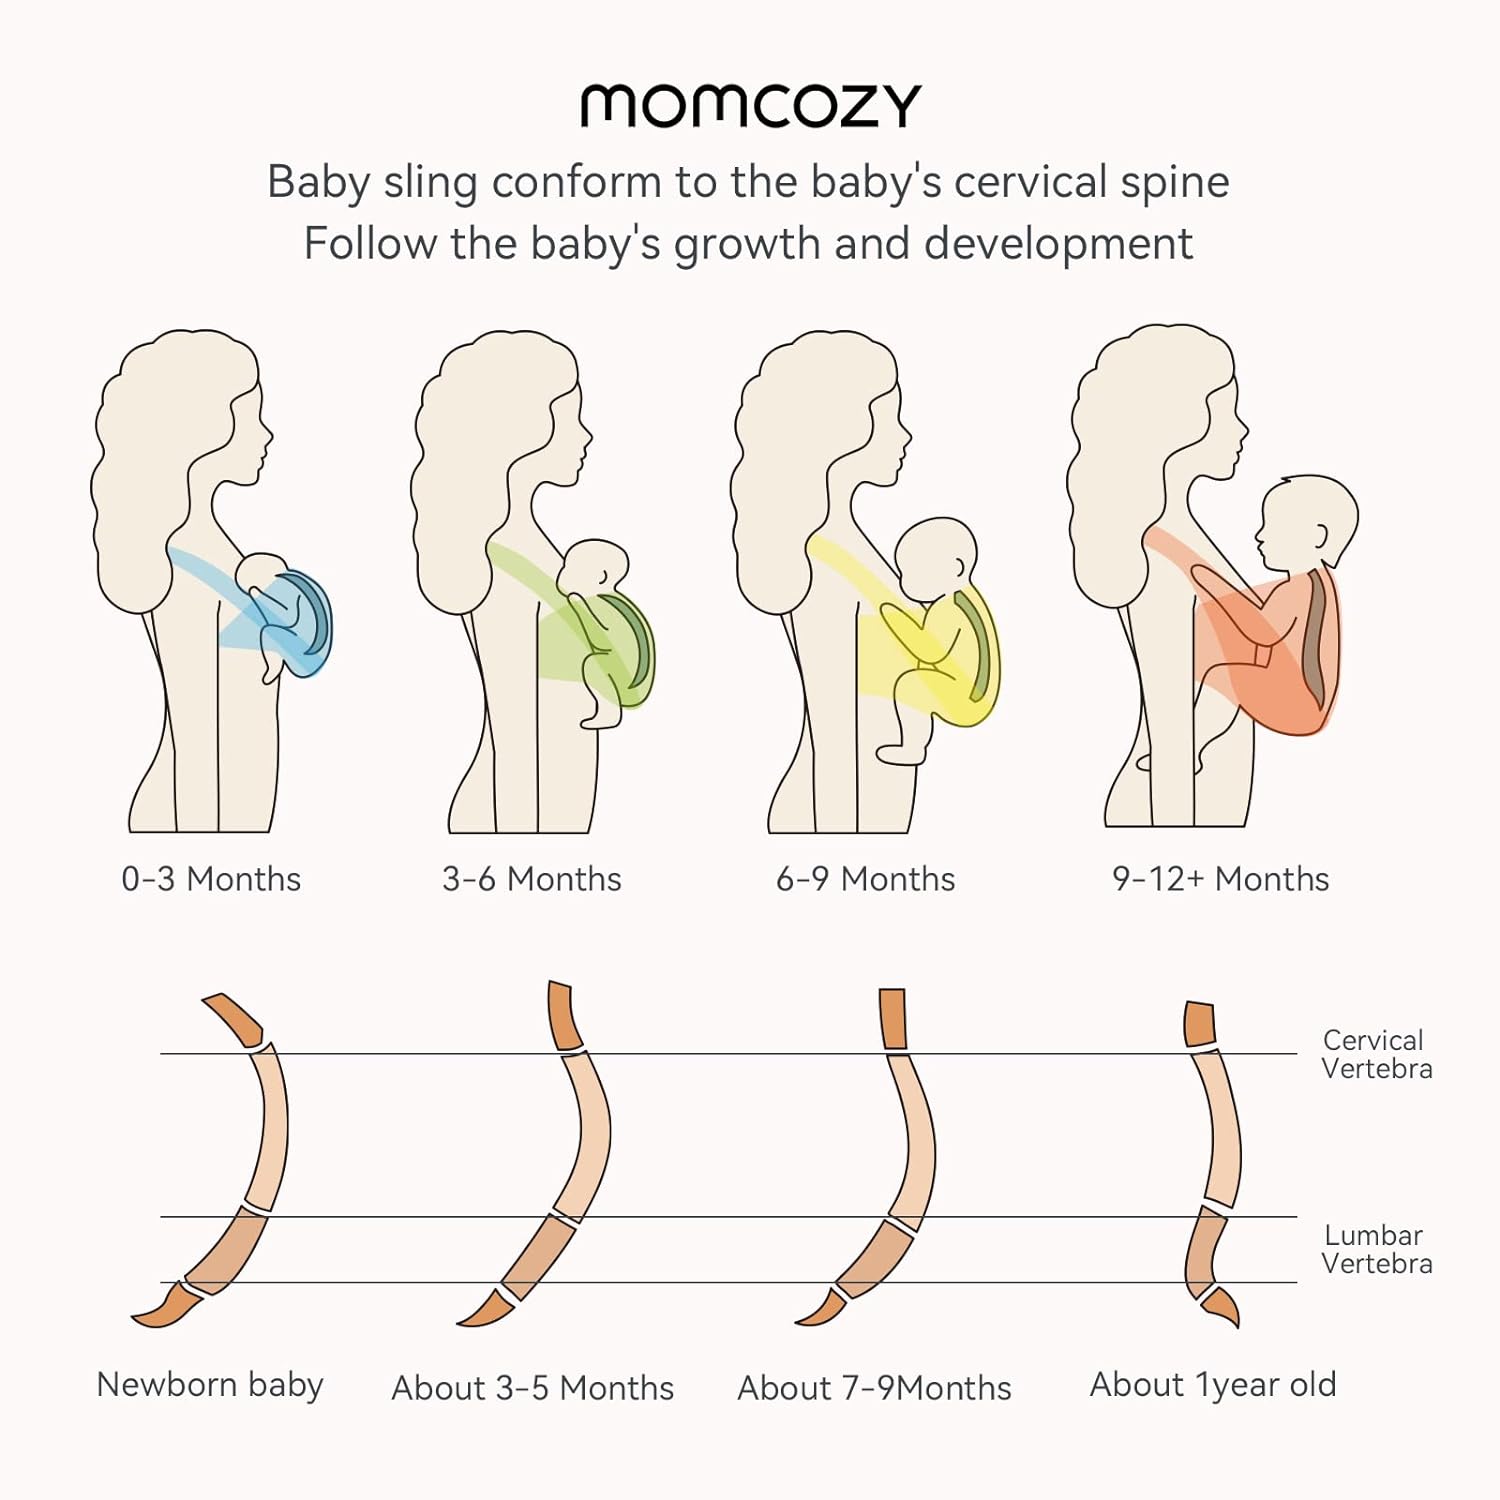 momcozy
Baby sling conform to the baby's cervical spine
Follow the baby's growth and development
0-3 Months
3-6 Months
6-9 Months
9-12+ Months
Cervical
Vertebra
Lumbar
Vertebra
Newborn baby
About 3-5 Months
About 7-9Months
About 1year old